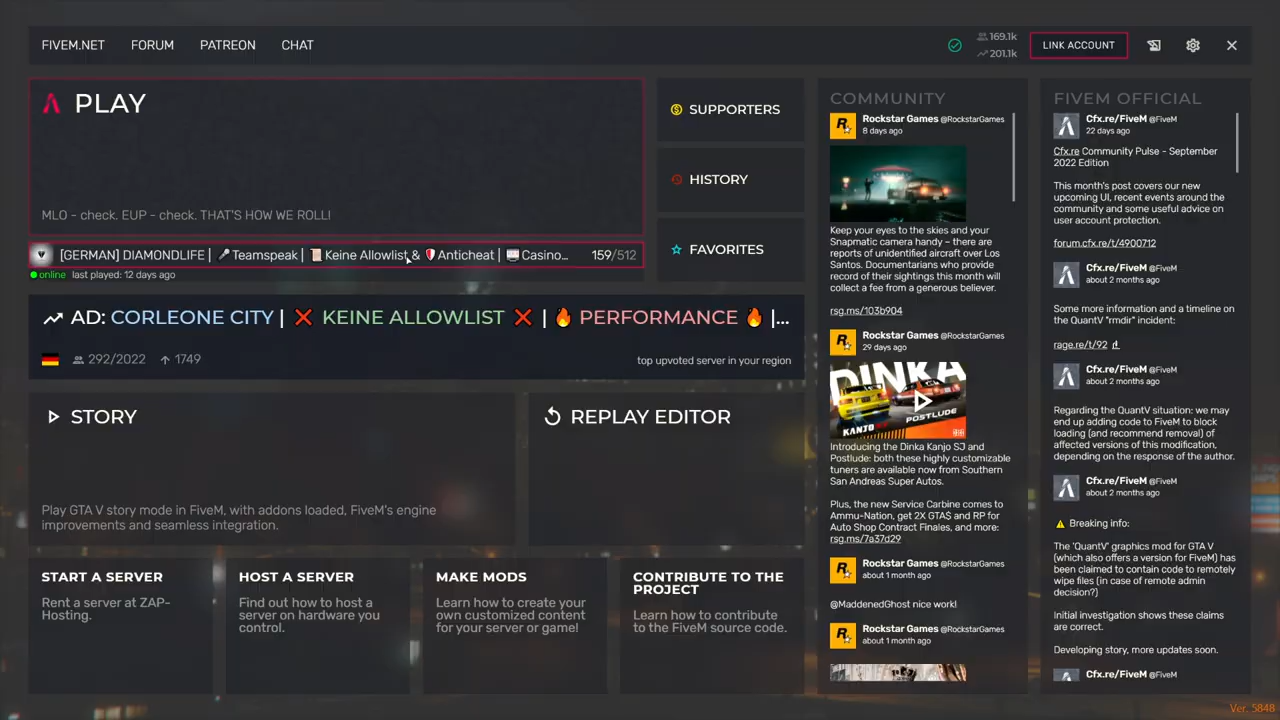 FIVEM.NET FORUM PATREON CHAT
169.1k
201.1k
LINK ACCOUNT
PLAY
MLO - check. EUP - check. THAT'S HOW WE ROLL!
[GERMAN] DIAMONDLIFE | 🎤Teamspeak | 📜Keine Allowlist & 🛡️Anticheat | 🎰Casino... 159/512
online last played: 12 days ago
SUPPORTERS
HISTORY
FAVORITES
AD: CORLEONE CITY | ❌ KEINE ALLOWLIST ❌ | 🔥 PERFORMANCE 🔥 |...
292/2022 1749
top upvoted server in your region
STORY
Play GTA V story mode in FiveM, with addons loaded, FiveM's engine
improvements and seamless integration.
REPLAY EDITOR
START A SERVER
Rent a server at ZAP-
Hosting.
HOST A SERVER
Find out how to host a
server on hardware you
control.
MAKE MODS
Learn how to create your
own customized content
for your server or game!
CONTRIBUTE TO THE
PROJECT
Learn how to contribute
to the FiveM source code.
COMMUNITY
Rockstar Games @RockstarGames
8 days ago
Keep your eyes to the skies and your
Snapmatic camera handy – there are
reports of unidentified aircraft over Los
Santos. Documentarians who provide
record of their sightings this month will
collect a fee from a generous believer.
rsg.ms/103b904
Rockstar Games @RockstarGames
29 days ago
DINKA
KANJO SJ
POSTLUDE
Introducing the Dinka Kanjo SJ and
Postlude: both these highly customizable
tuners are available now from Southern
San Andreas Super Autos.
Plus, the new Service Carbine comes to
Ammu-Nation, get 2X GTA$ and RP for
Auto Shop Contract Finales, and more:
rsg.ms/7a37d29
Rockstar Games @RockstarGames
about 1 month ago
@MaddenedGhost nice work!
Rockstar Games @RockstarGames
about 1 month ago
FIVEM OFFICIAL
Cfx.re/FiveM @FiveM
22 days ago
Cfx.re Community Pulse - September
2022 Edition
This month's post covers our new
upcoming UI, recent events around the
community and some useful advice on
user account protection.
forum.cfx.re/t/4900712
Cfx.re/FiveM @FiveM
about 2 months ago
Some more information and a timeline on
the QuantV "rmdir" incident:
rage.re/t/92
Cfx.re/FiveM @FiveM
about 2 months ago
Regarding the QuantV situation: we may
end up adding code to FiveM to block
loading (and recommend removal) of
affected versions of this modification,
depending on the response of the author.
Cfx.re/FiveM @FiveM
about 2 months ago
⚠️ Breaking info:
The 'QuantV' graphics mod for GTA V
(which also offers a version for FiveM) has
been claimed to contain code to remotely
wipe files (in case of remote admin
decision?)
Initial investigation shows these claims
are correct.
Developing story, more updates soon.
Cfx.re/FiveM @FiveM
Ver. 5848